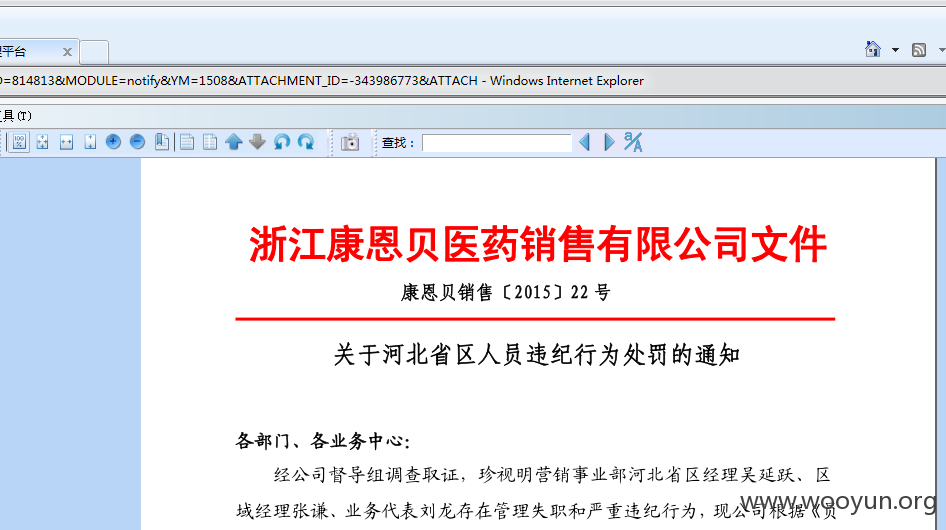 理平台
D=814813&MODULE=notify&YM=1508&ATTACHMENT_ID=-343986773&ATTACH - Windows Internet Explorer
工具(T)
查找：
浙江康恩贝医药销售有限公司文件
康恩贝销售〔2015〕22 号
关于河北省区人员违纪行为处罚的通知
各部门、各业务中心：
经公司督导组调查取证，珍视明营销事业部河北省区经理吴延跃、区
域经理张谦、业务代表刘龙存在管理失职和严重违纪行为，现公司根据《员
www.wooyun.org